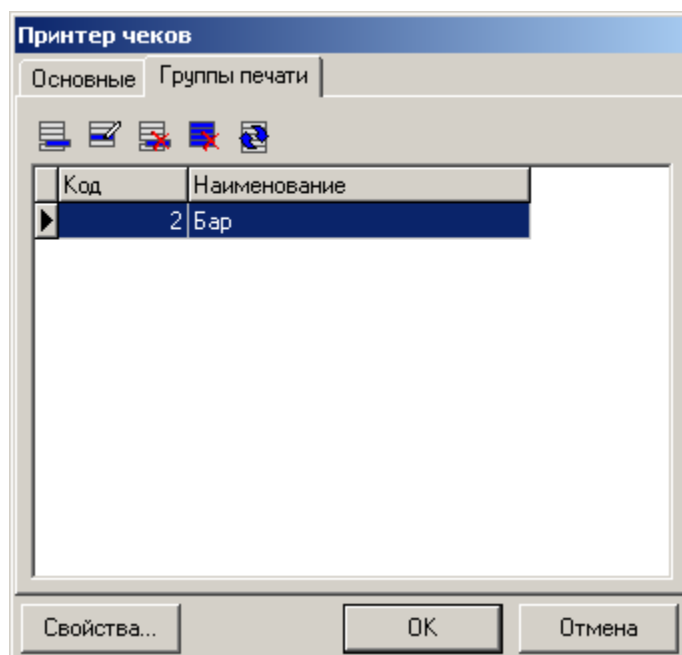 Принтер чеков
Основные Группы печати
Код Наименование
2 Бар
Свойства... OK Отмена